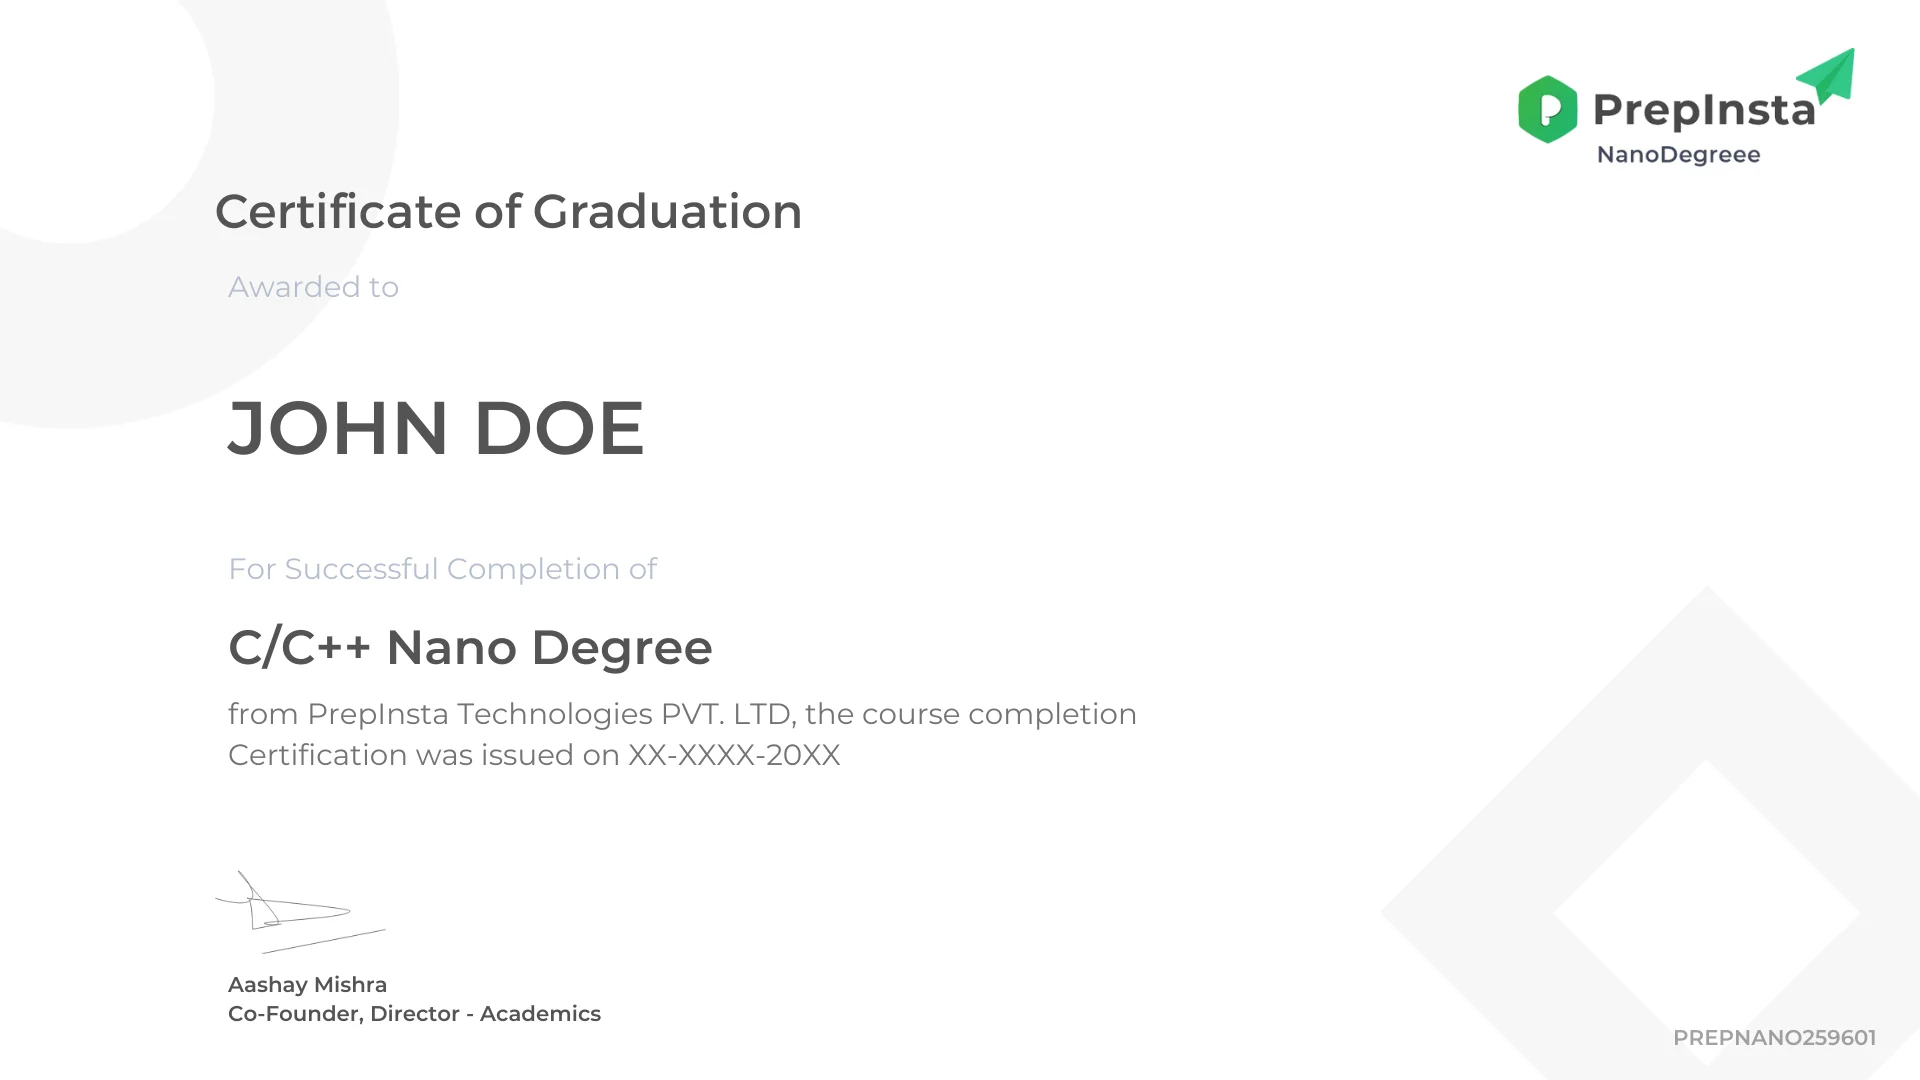 PrepInsta
NanoDegreee
Certificate of Graduation
Awarded to
JOHN DOE
For Successful Completion of
C/C++ Nano Degree
from PrepInsta Technologies PVT. LTD, the course completion
Certification was issued on XX-XXXX-20XX
Aashay Mishra
Co-Founder, Director - Academics
PREPNANO259601